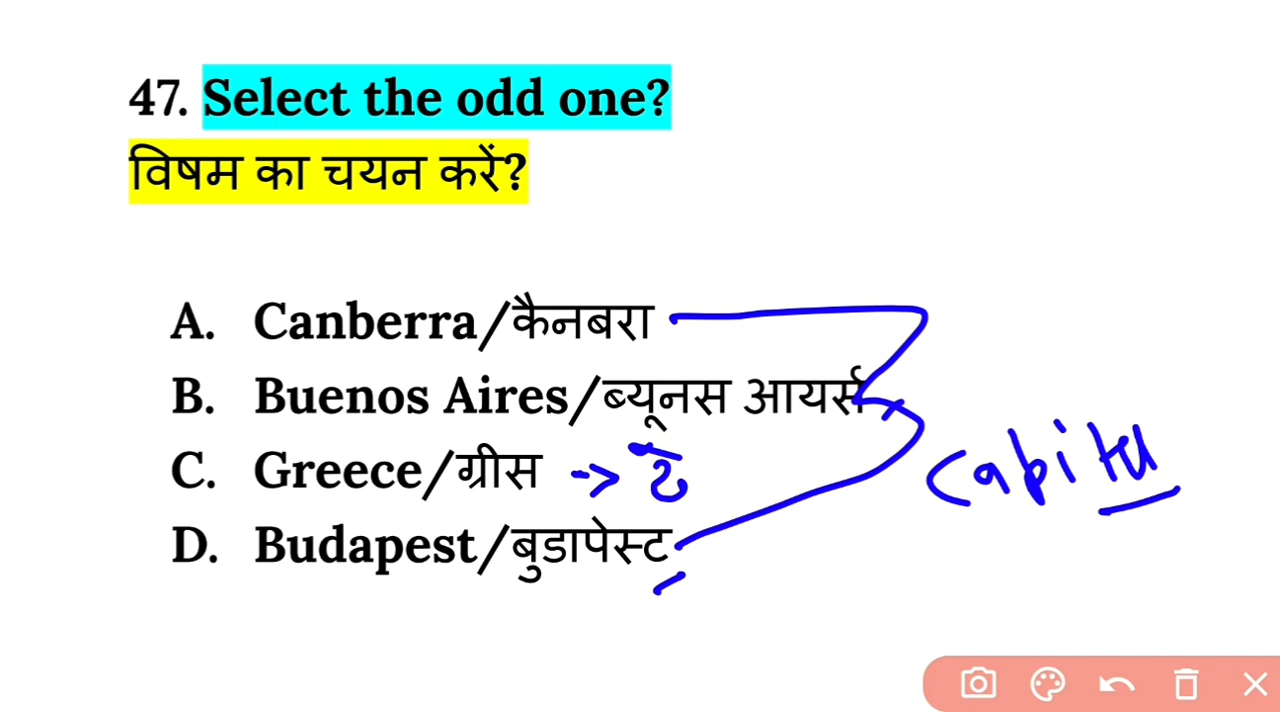 47. Select the odd one?
विषम का चयन करें?
A. Canberra/कैनबरा
B. Buenos Aires/ब्यूनस आयर्स
C. Greece/ग्रीस ->
Capital
D. Budapest/बुडापेस्ट